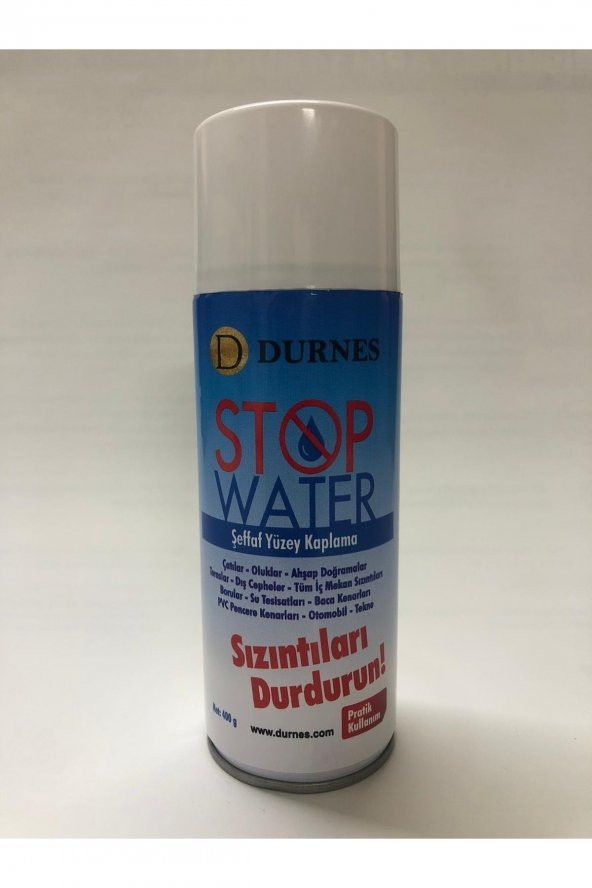 D DURNES
STOP
WATER
Şeffaf Yüzey Kaplama
Çatılar - Oluklar - Ahşap Doğramalar
Teraslar - Dış Cepheler - Tüm İç Mekan Sızıntıları
Borular - Su Tesisatları - Baca Kenarları
PVC Pencere Kenarları - Otomobil - Tekne
Sızıntıları
Durdurun!
Net: 400 g
www.durnes.com
Pratik
Kullanım